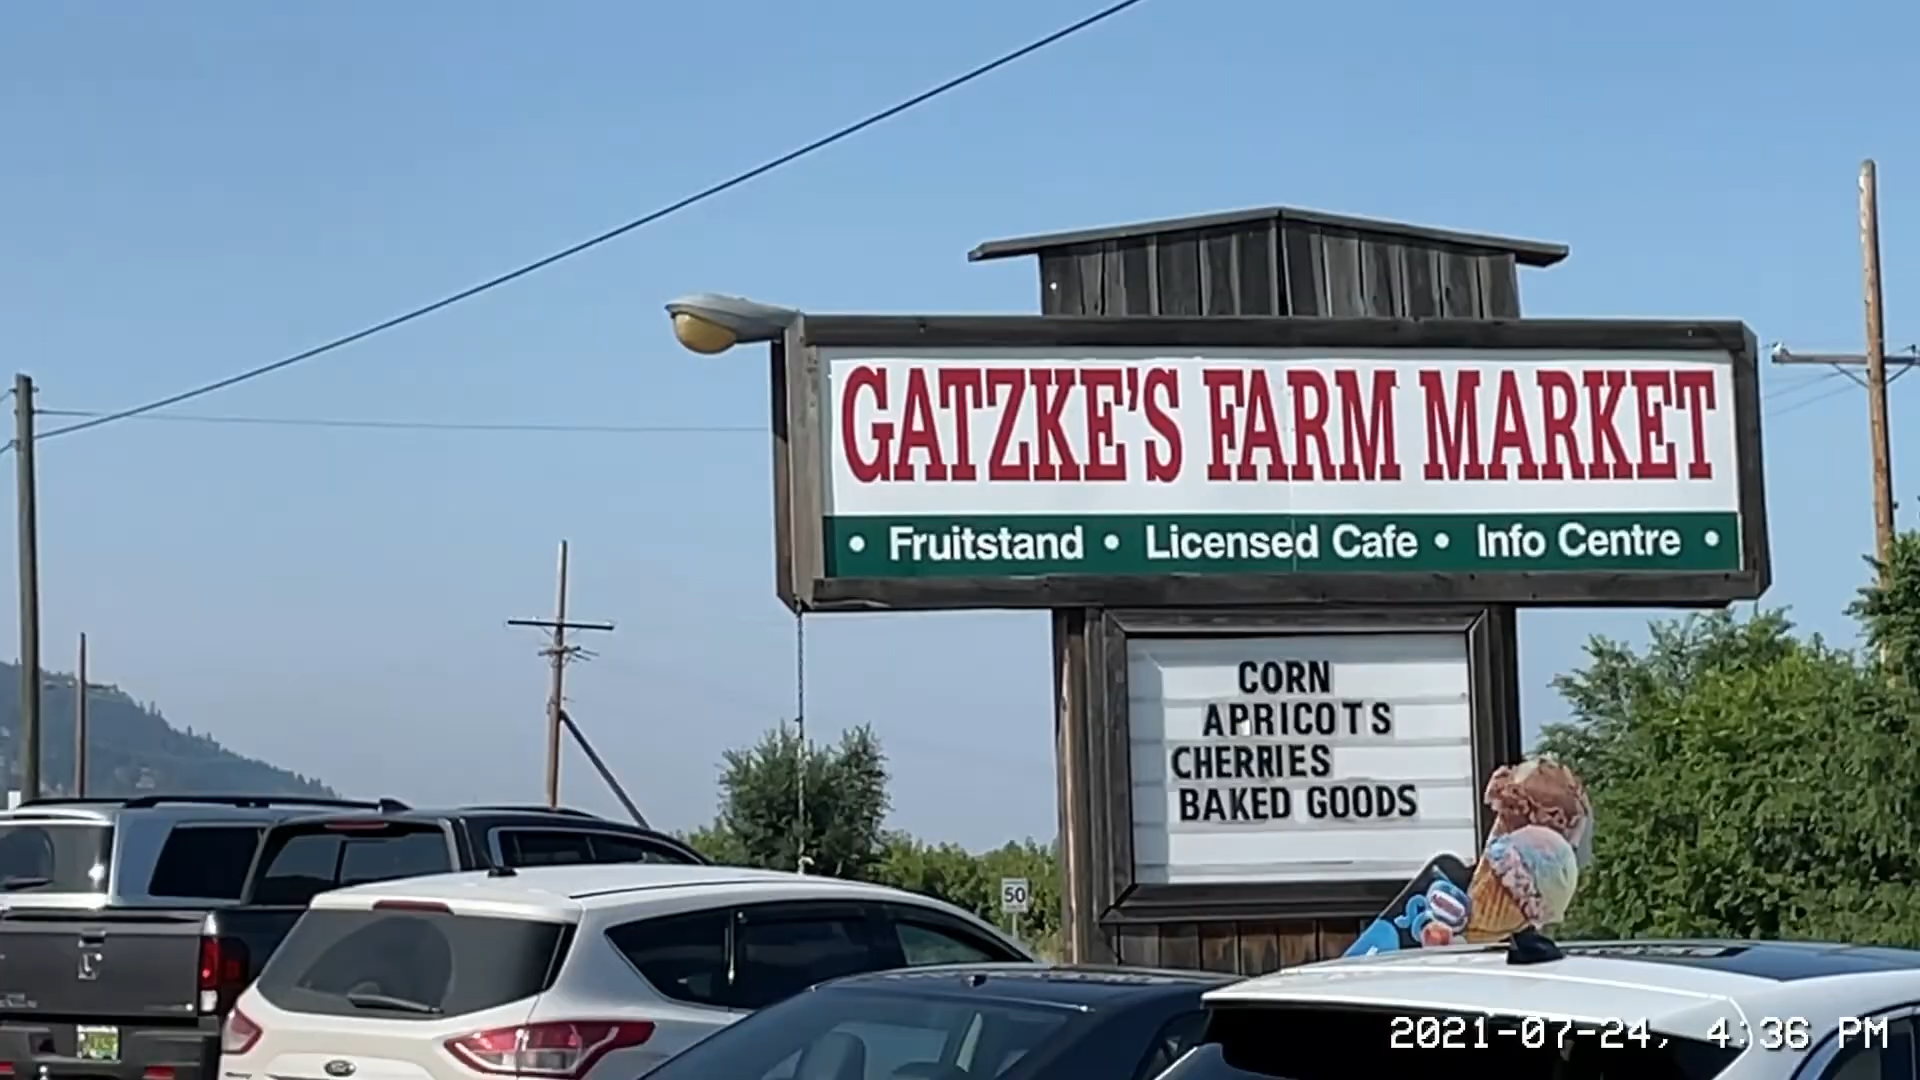 GATZKE'S FARM MARKET
• Fruitstand • Licensed Cafe • Info Centre •
CORN
APRICOTS
CHERRIES
BAKED GOODS
50
2021-07-24, 4:36 PM